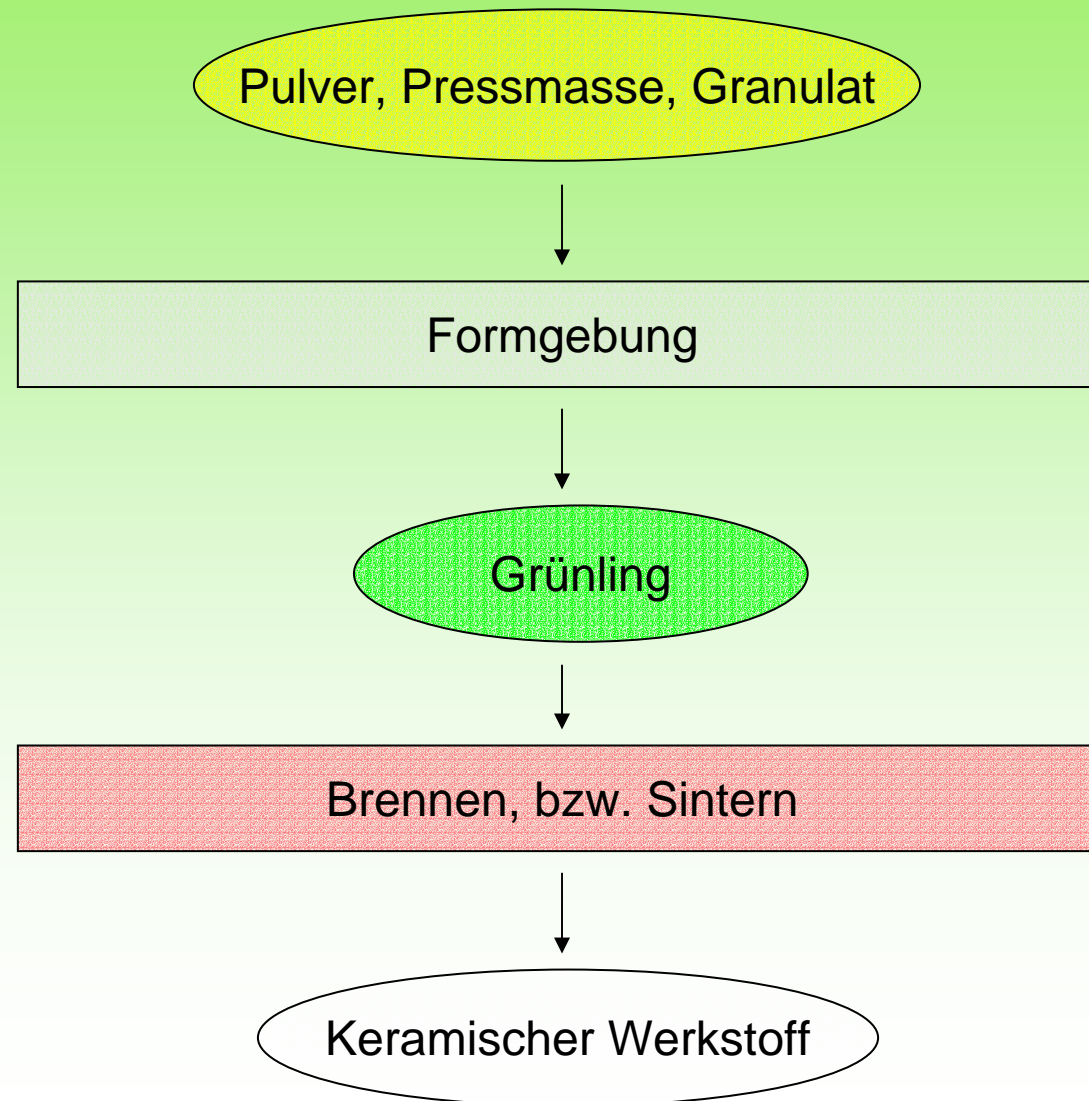 Pulver, Pressmasse, Granulat
Formgebung
Grünling
Brennen, bzw. Sintern
Keramischer Werkstoff